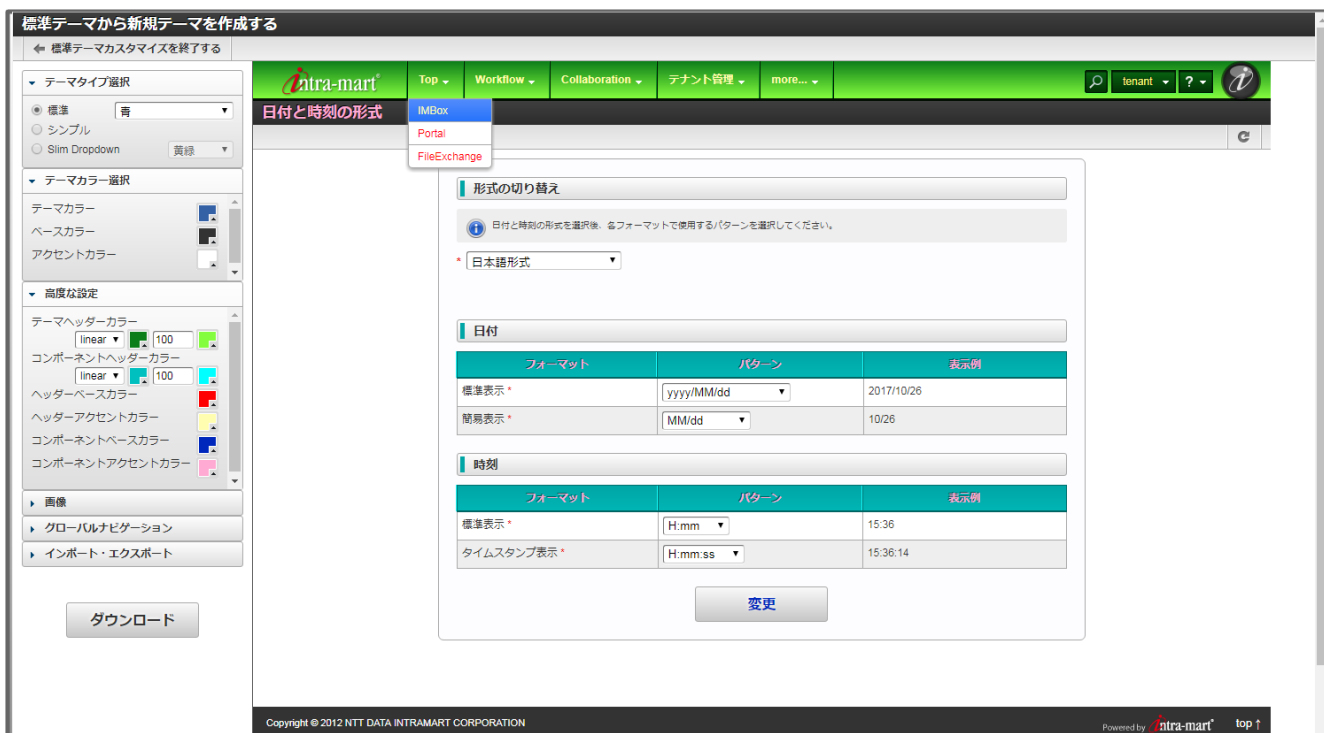 標準テーマから新規テーマを作成する
標準テーマカスタマイズを終了する
テーマタイプ選択
標準 青
シンプル
Slim Dropdown 黄緑
テーマカラー選択
テーマカラー
ベースカラー
アクセントカラー
高度な設定
テーマヘッダーカラー
linear 100
コンポーネントヘッダーカラー
linear 100
ヘッダーベースカラー
ヘッダーアクセントカラー
コンポーネントベースカラー
コンポーネントアクセントカラー
画像
グローバルナビゲーション
インポート・エクスポート
ダウンロード
intra-mart Top Workflow Collaboration テナント管理 more... tenant ?
日付と時刻の形式
IMBox
Portal
FileExchange
形式の切り替え
日付と時刻の形式を選択後、各フォーマットで使用するパターンを選択してください。
* 日本語形式
日付
フォーマット パターン 表示例
標準表示 * yyyy/MM/dd 2017/10/26
簡易表示 * MM/dd 10/26
時刻
フォーマット パターン 表示例
標準表示 * H:mm 15:36
タイムスタンプ表示 * H:mm:ss 15:36:14
変更
Copyright © 2012 NTT DATA INTRAMART CORPORATION
Powered by intra-mart top ↑